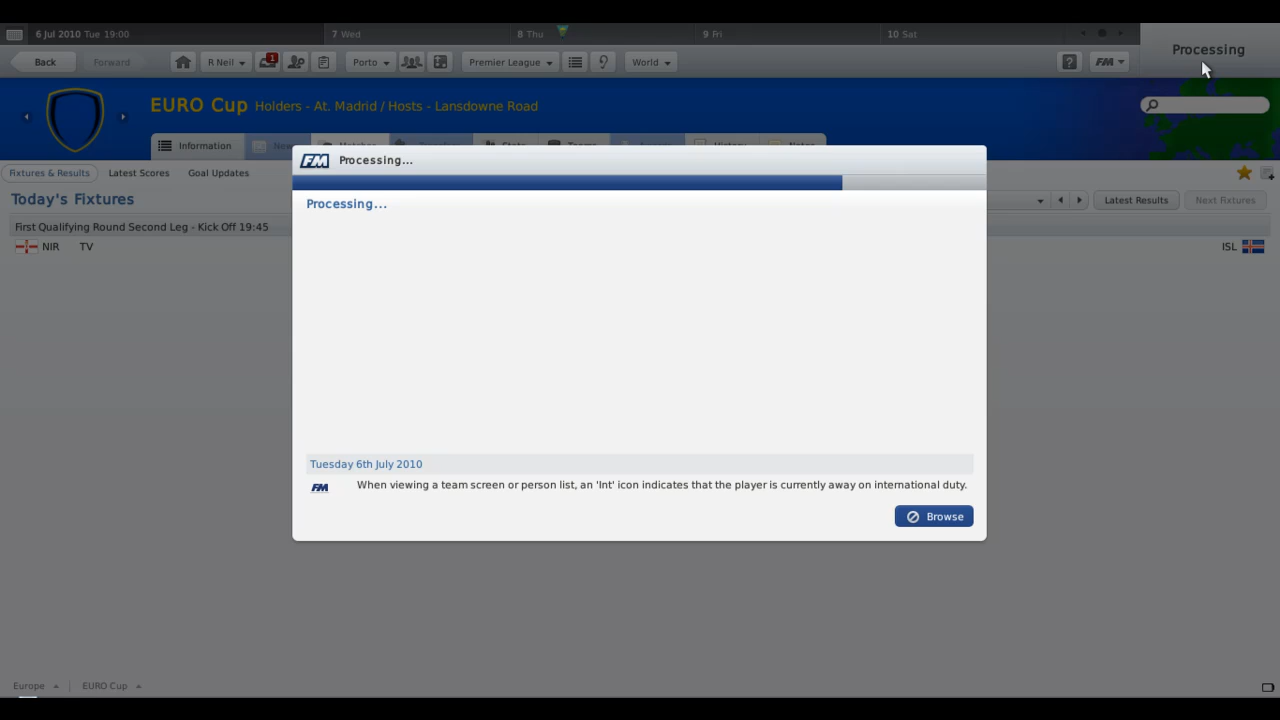 6 Jul 2010 Tue 19:00 7 Wed 8 Thu 9 Fri 10 Sat
Processing
Back Forward R Neil 1 Porto Premier League World ? FM
EURO Cup Holders - At. Madrid / Hosts - Lansdowne Road
Information
FM Processing...
Fixtures & Results Latest Scores Goal Updates
Today's Fixtures
Latest Results Next Fixtures
Processing...
First Qualifying Round Second Leg - Kick Off 19:45
NIR TV ISL
Tuesday 6th July 2010
FM When viewing a team screen or person list, an 'Int' icon indicates that the player is currently away on international duty.
Browse
Europe EURO Cup